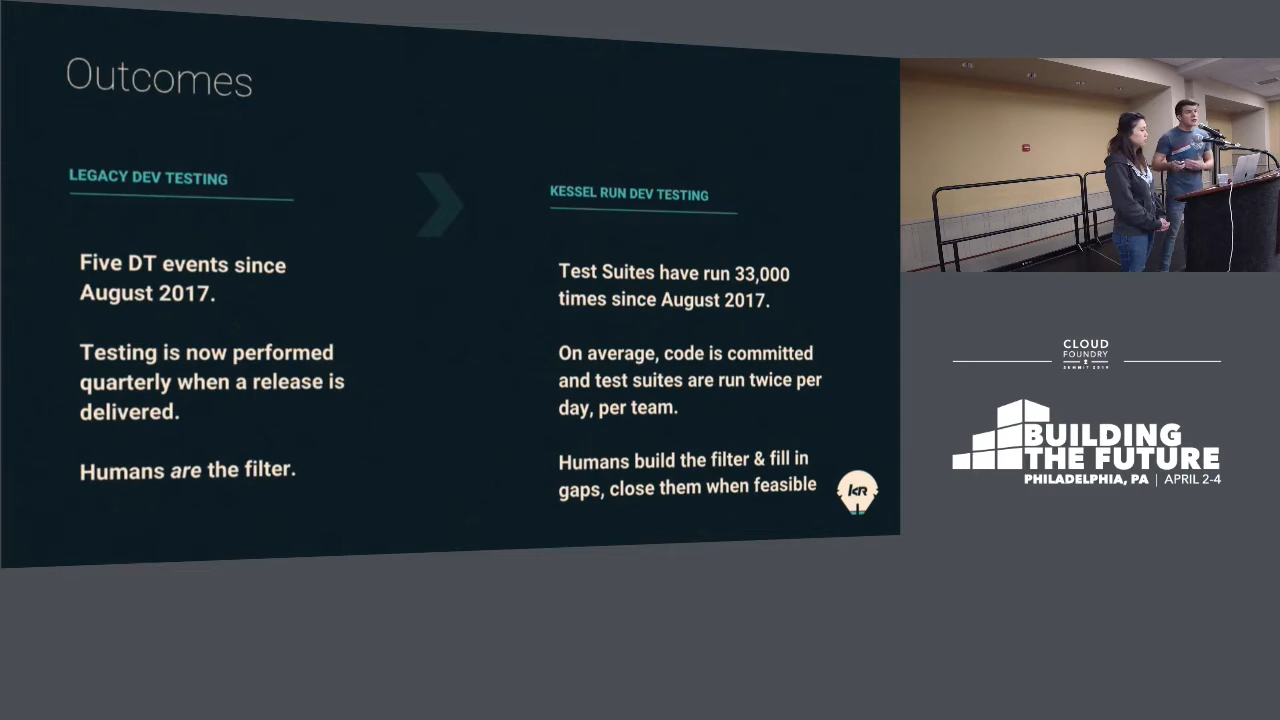 Outcomes
LEGACY DEV TESTING
Five DT events since
August 2017.
Testing is now performed
quarterly when a release is
delivered.
Humans are the filter.
KESSEL RUN DEV TESTING
Test Suites have run 33,000
times since August 2017.
On average, code is committed
and test suites are run twice per
day, per team.
Humans build the filter & fill in
gaps, close them when feasible
kR
CLOUD
FOUNDRY
SUMMIT 2019
BUILDING
THE FUTURE
PHILADELPHIA, PA | APRIL 2-4